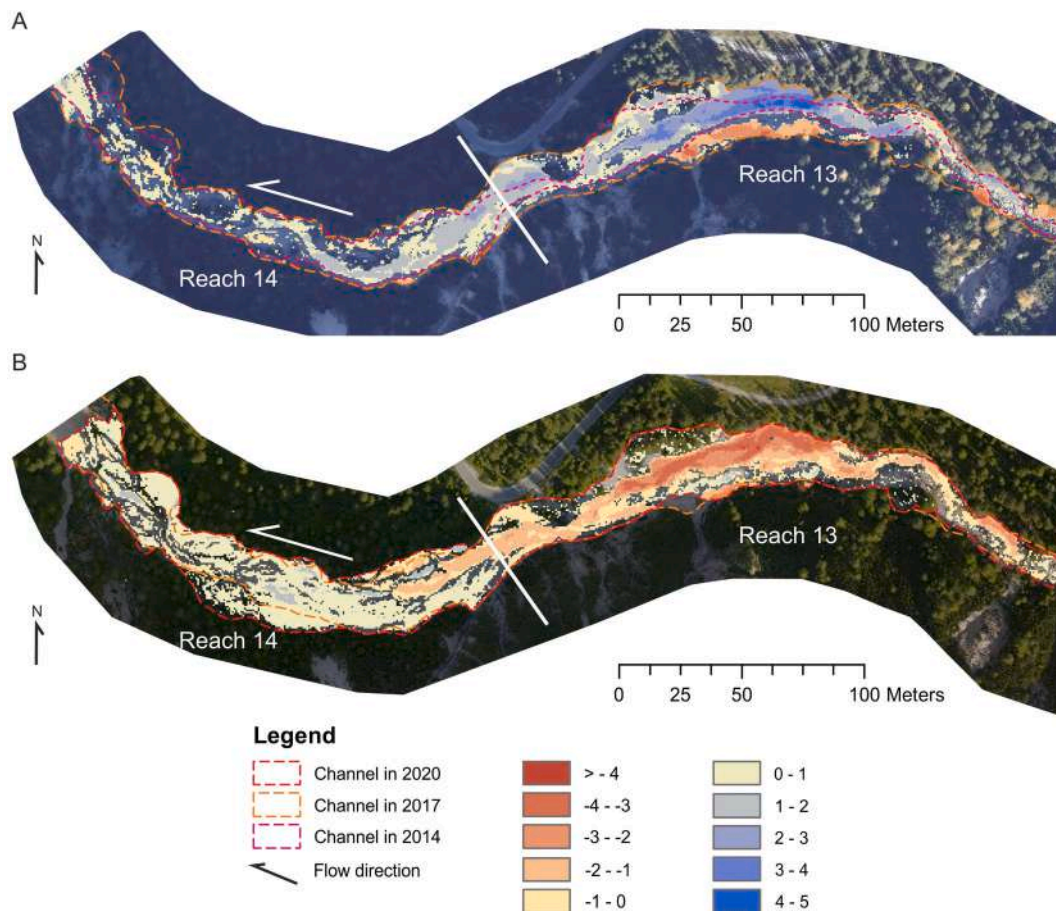 A
Reach 13
N
Reach 14
0 25 50 100 Meters
B
Reach 13
N
Reach 14
0 25 50 100 Meters
Legend
Channel in 2020
Channel in 2017
Channel in 2014
Flow direction
> - 4
-4 - -3
-3 - -2
-2 - -1
-1 - 0
0 - 1
1 - 2
2 - 3
3 - 4
4 - 5